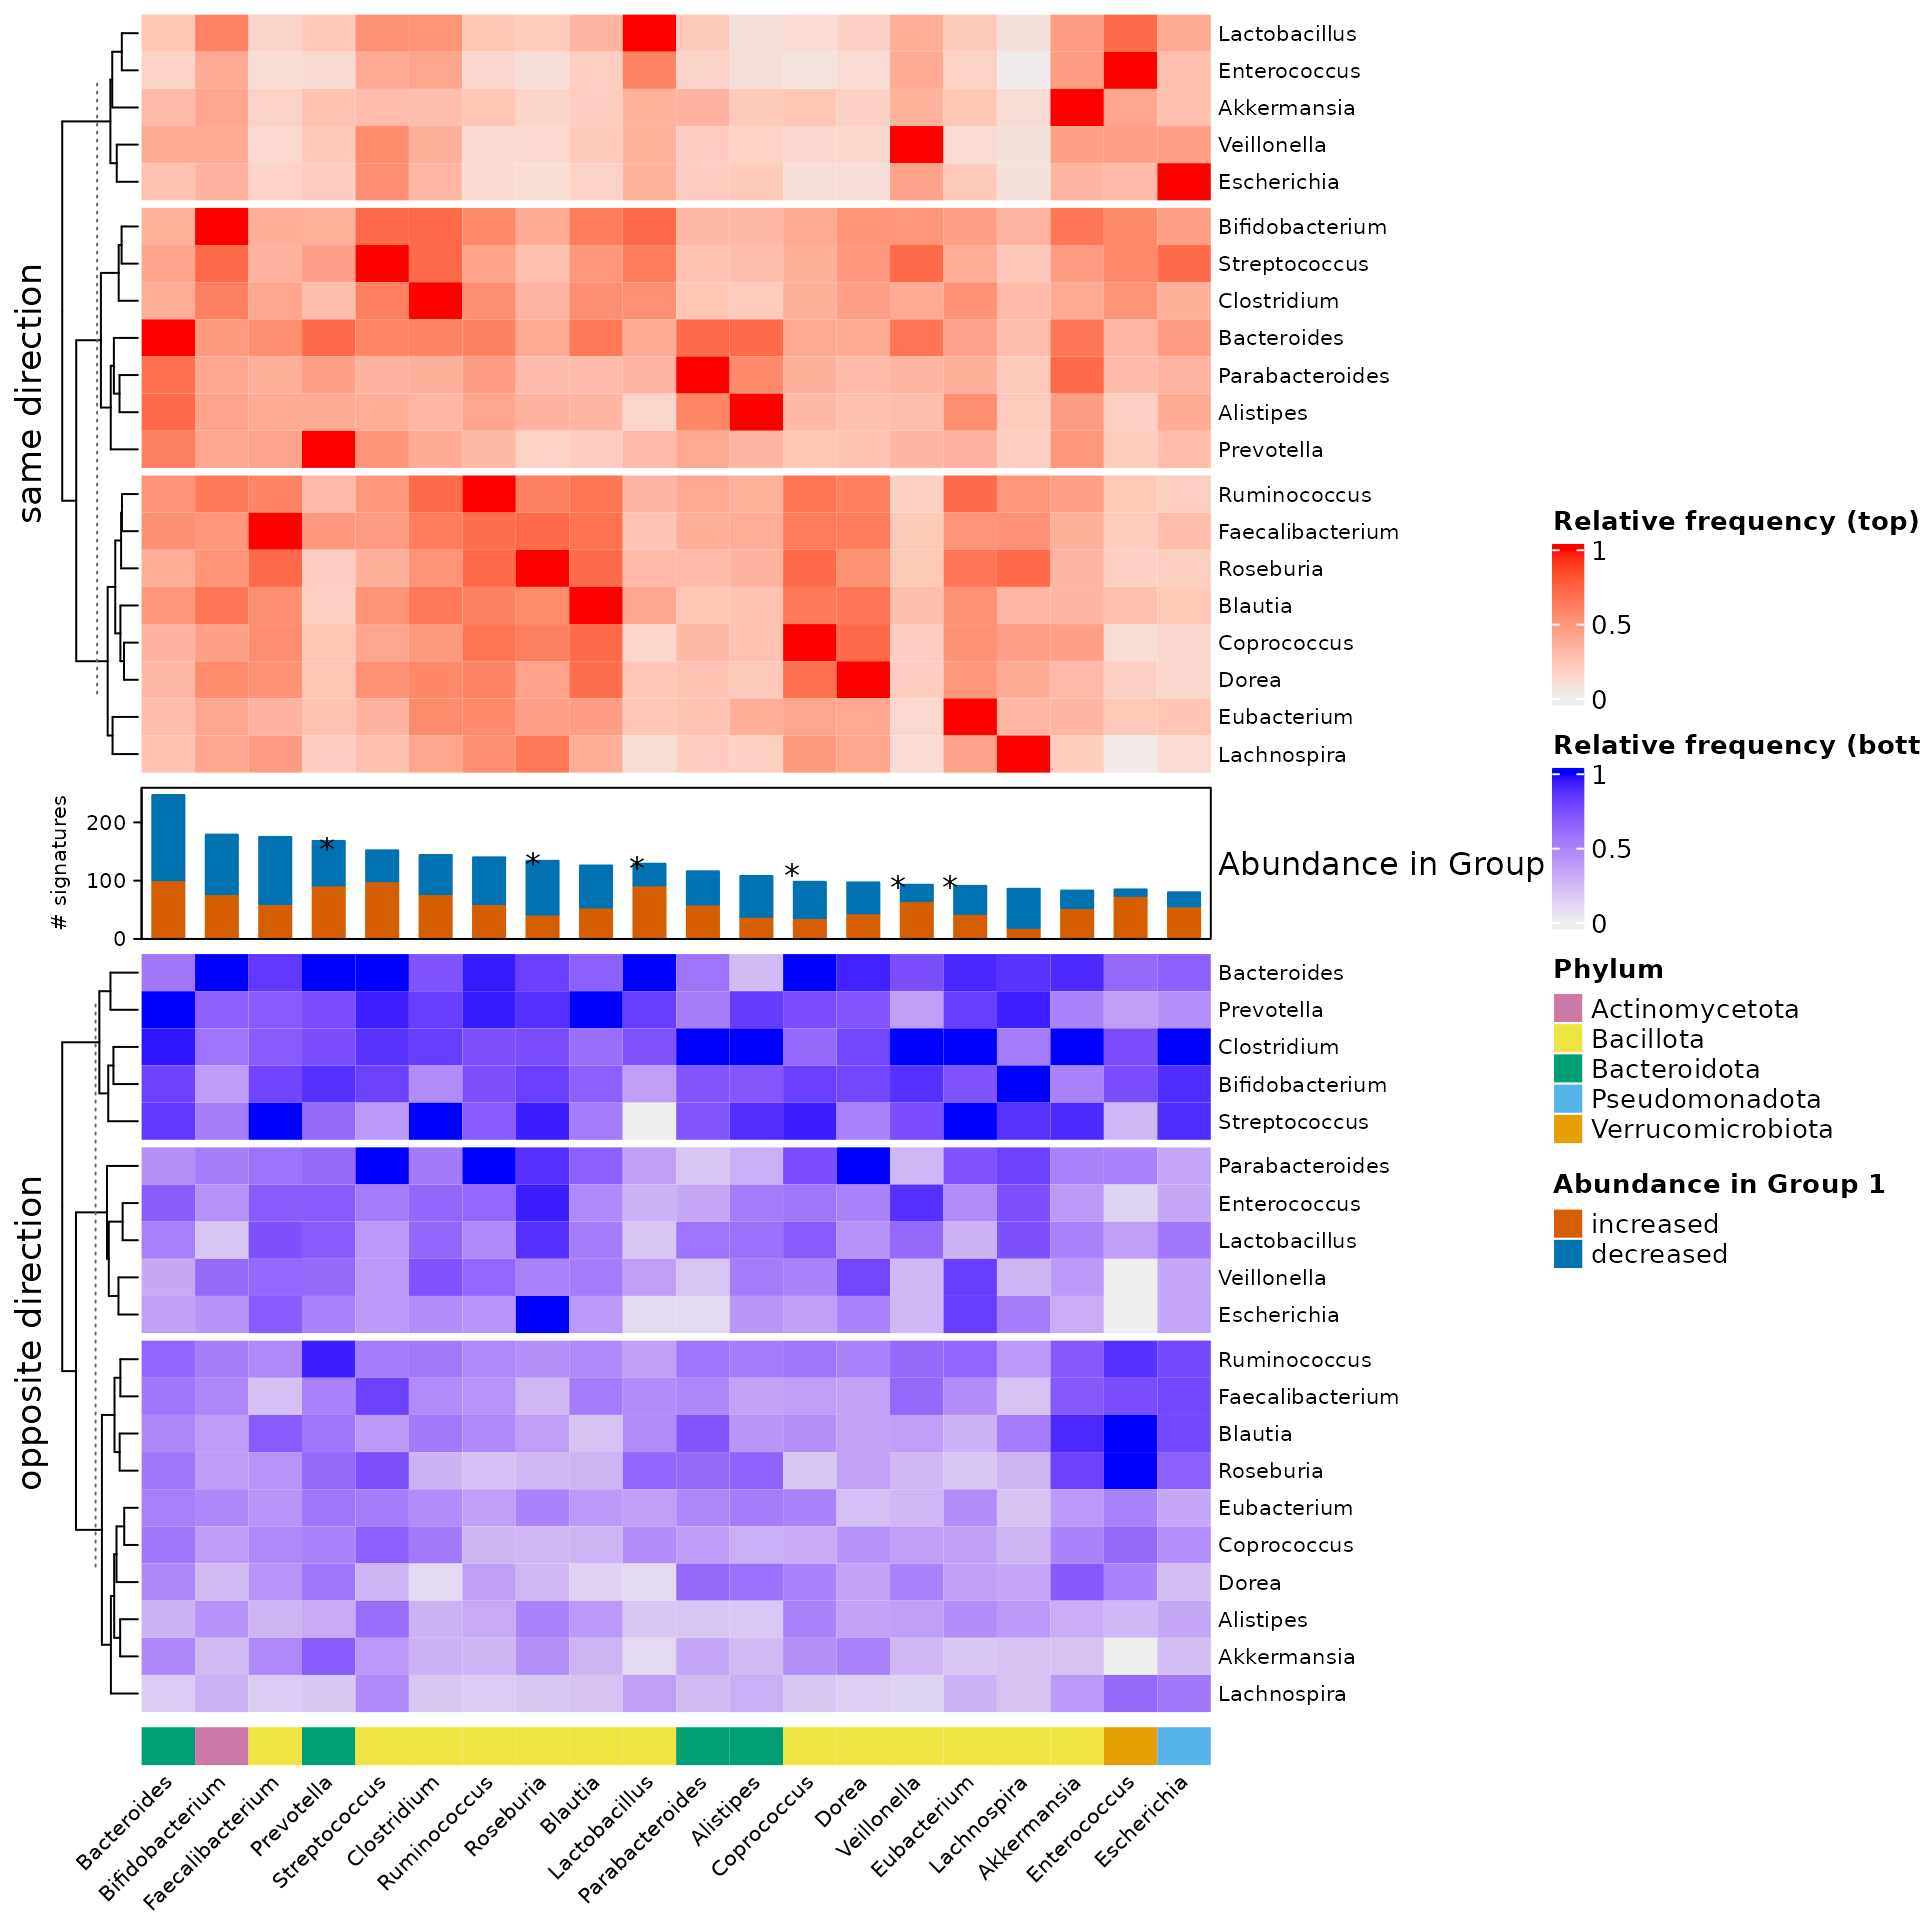 same direction
Lactobacillus
Enterococcus
Akkermansia
Veillonella
Escherichia
Bifidobacterium
Streptococcus
Clostridium
Bacteroides
Parabacteroides
Alistipes
Prevotella
Ruminococcus
Faecalibacterium
Roseburia
Blautia
Coprococcus
Dorea
Eubacterium
Lachnospira
# signatures
200
100
0
* * * * * *
Abundance in Group
opposite direction
Bacteroides
Prevotella
Clostridium
Bifidobacterium
Streptococcus
Parabacteroides
Enterococcus
Lactobacillus
Veillonella
Escherichia
Ruminococcus
Faecalibacterium
Blautia
Roseburia
Eubacterium
Coprococcus
Dorea
Alistipes
Akkermansia
Lachnospira
Bacteroides
Bifidobacterium
Faecalibacterium
Prevotella
Streptococcus
Clostridium
Ruminococcus
Roseburia
Blautia
Lactobacillus
Parabacteroides
Alistipes
Coprococcus
Dorea
Veillonella
Eubacterium
Lachnospira
Akkermansia
Enterococcus
Escherichia
Relative frequency (top)
1
0.5
0
Relative frequency (bott
1
0.5
0
Phylum
Actinomycetota
Bacillota
Bacteroidota
Pseudomonadota
Verrucomicrobiota
Abundance in Group 1
increased
decreased